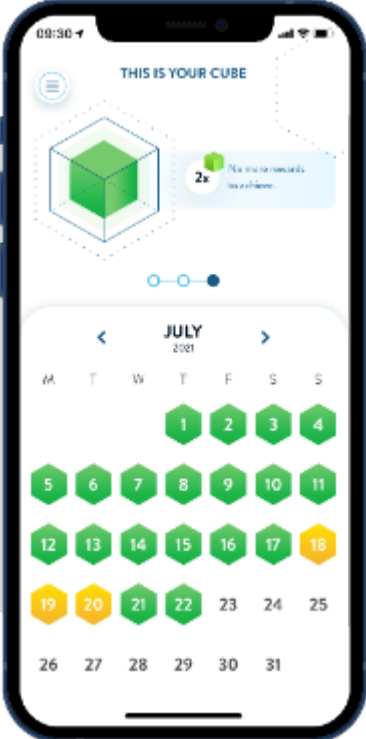 09:30
THIS IS YOUR CUBE
2x
No more rewards
to achieve.
JULY
2021
M T W T F S S
1 2 3 4
5 6 7 8 9 10 11
12 13 14 15 16 17 18
19 20 21 22 23 24 25
26 27 28 29 30 31